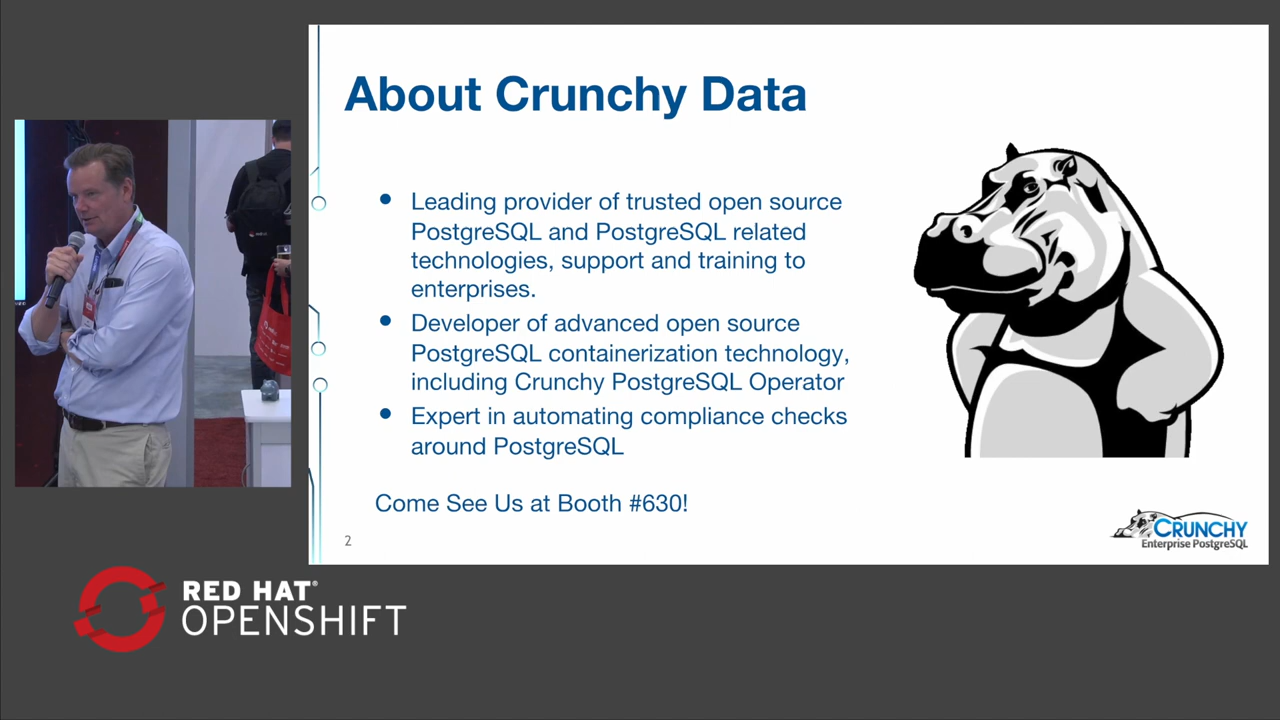 About Crunchy Data
Leading provider of trusted open source
PostgreSQL and PostgreSQL related
technologies, support and training to
enterprises.
Developer of advanced open source
PostgreSQL containerization technology,
including Crunchy PostgreSQL Operator
Expert in automating compliance checks
around PostgreSQL
Come See Us at Booth #630!
2
CRUNCHY
Enterprise PostgreSQL
RED HAT®
OPENSHIFT